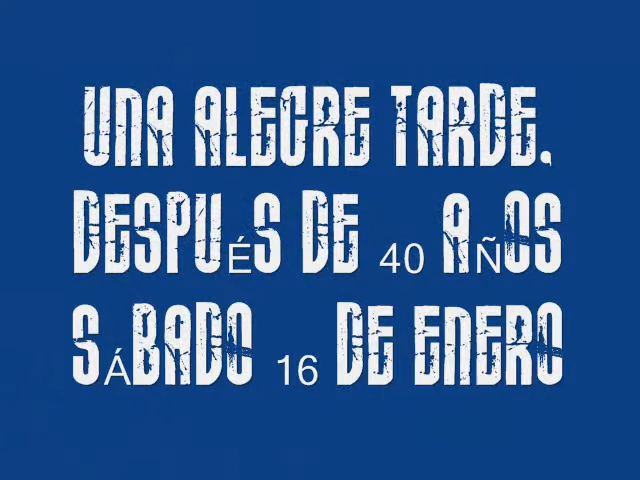 UNA ALEGRE TARDE.
DESPUÉS DE 40 AÑOS
SÁBADO 16 DE ENERO